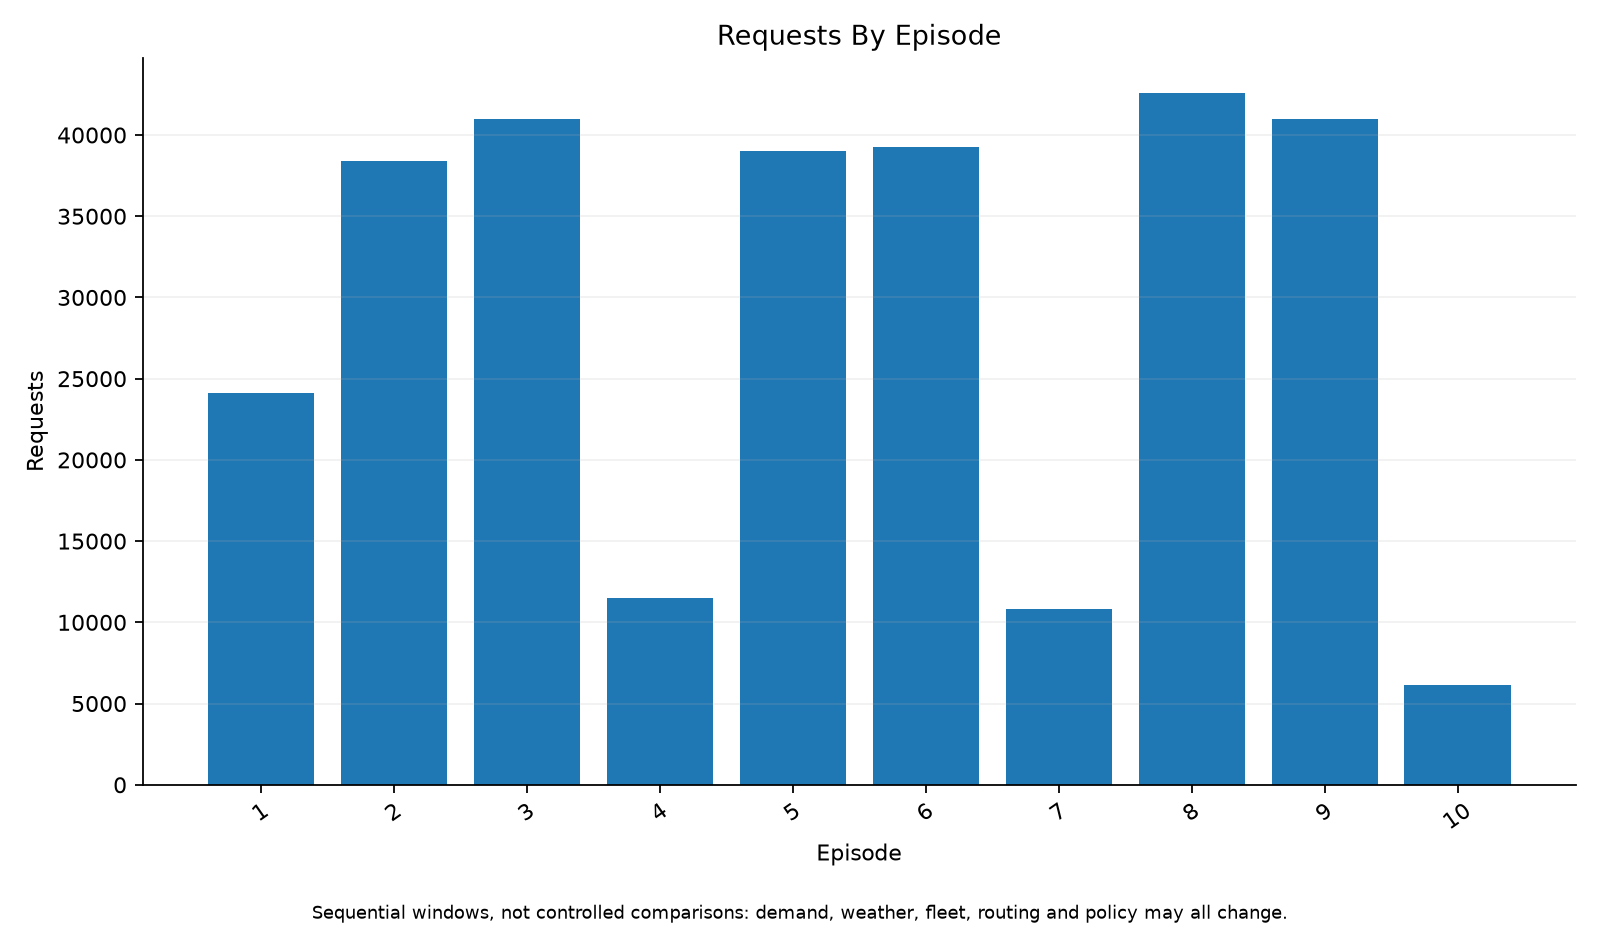 Requests By Episode
Requests
40000
35000
30000
25000
20000
15000
10000
5000
0
1 2 3 4 5 6 7 8 9 10
Episode
Sequential windows, not controlled comparisons: demand, weather, fleet, routing and policy may all change.